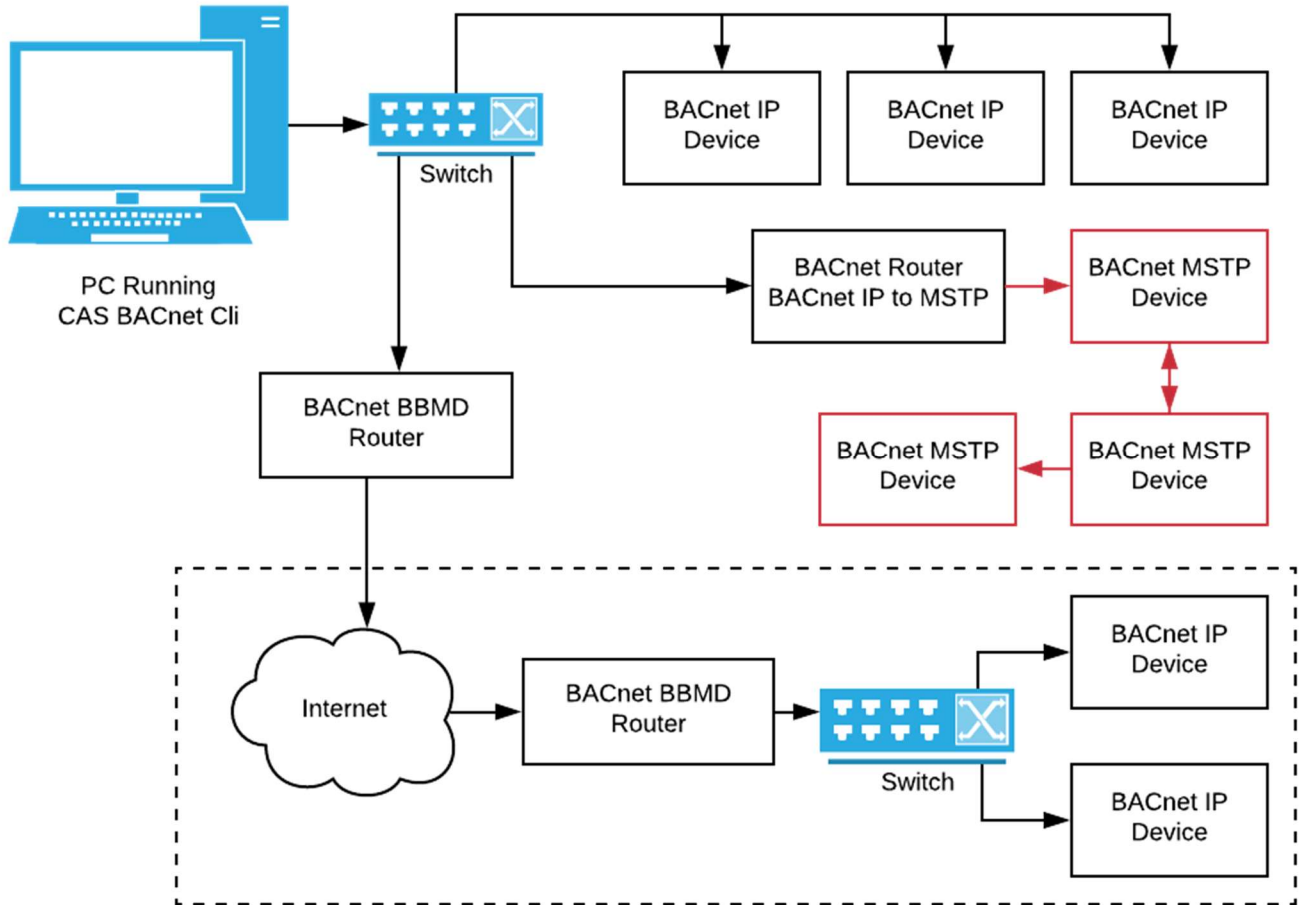 BACnet IP
Device
BACnet IP
Device
BACnet IP
Device
Switch
PC Running
CAS BACnet Cli
BACnet Router
BACnet IP to MSTP
BACnet MSTP
Device
BACnet BBMD
Router
BACnet MSTP
Device
BACnet MSTP
Device
Internet
BACnet BBMD
Router
Switch
BACnet IP
Device
BACnet IP
Device